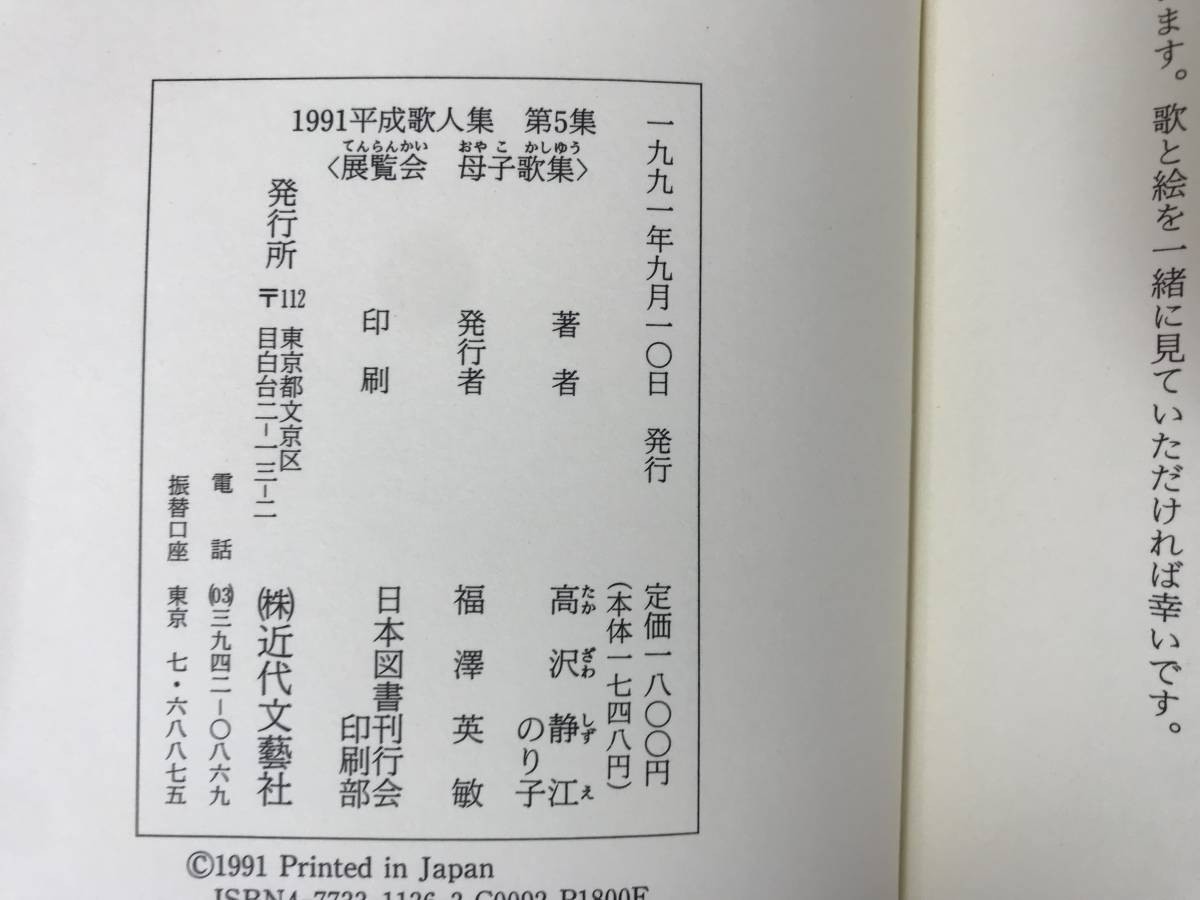 ます。歌と絵を一緒に見ていただければ幸いです。
1991平成歌人集　第5集
てんらんかい　おやこ　かしゆう
〈展覧会　母子歌集〉
一九九一年九月一〇日　発行
定価一八〇〇円
(本体一七四八円)
著者　高沢静江
たか　ざわ　しず　え
のり子
発行者　福澤英敏
印刷　日本図書刊行会
印刷部
発行所　㈱近代文藝社
〒112　東京都文京区
目白台二−一三−二
電話　(03)三九四二−〇八六九
振替口座　東京　七・六八八七五
©1991 Printed in Japan